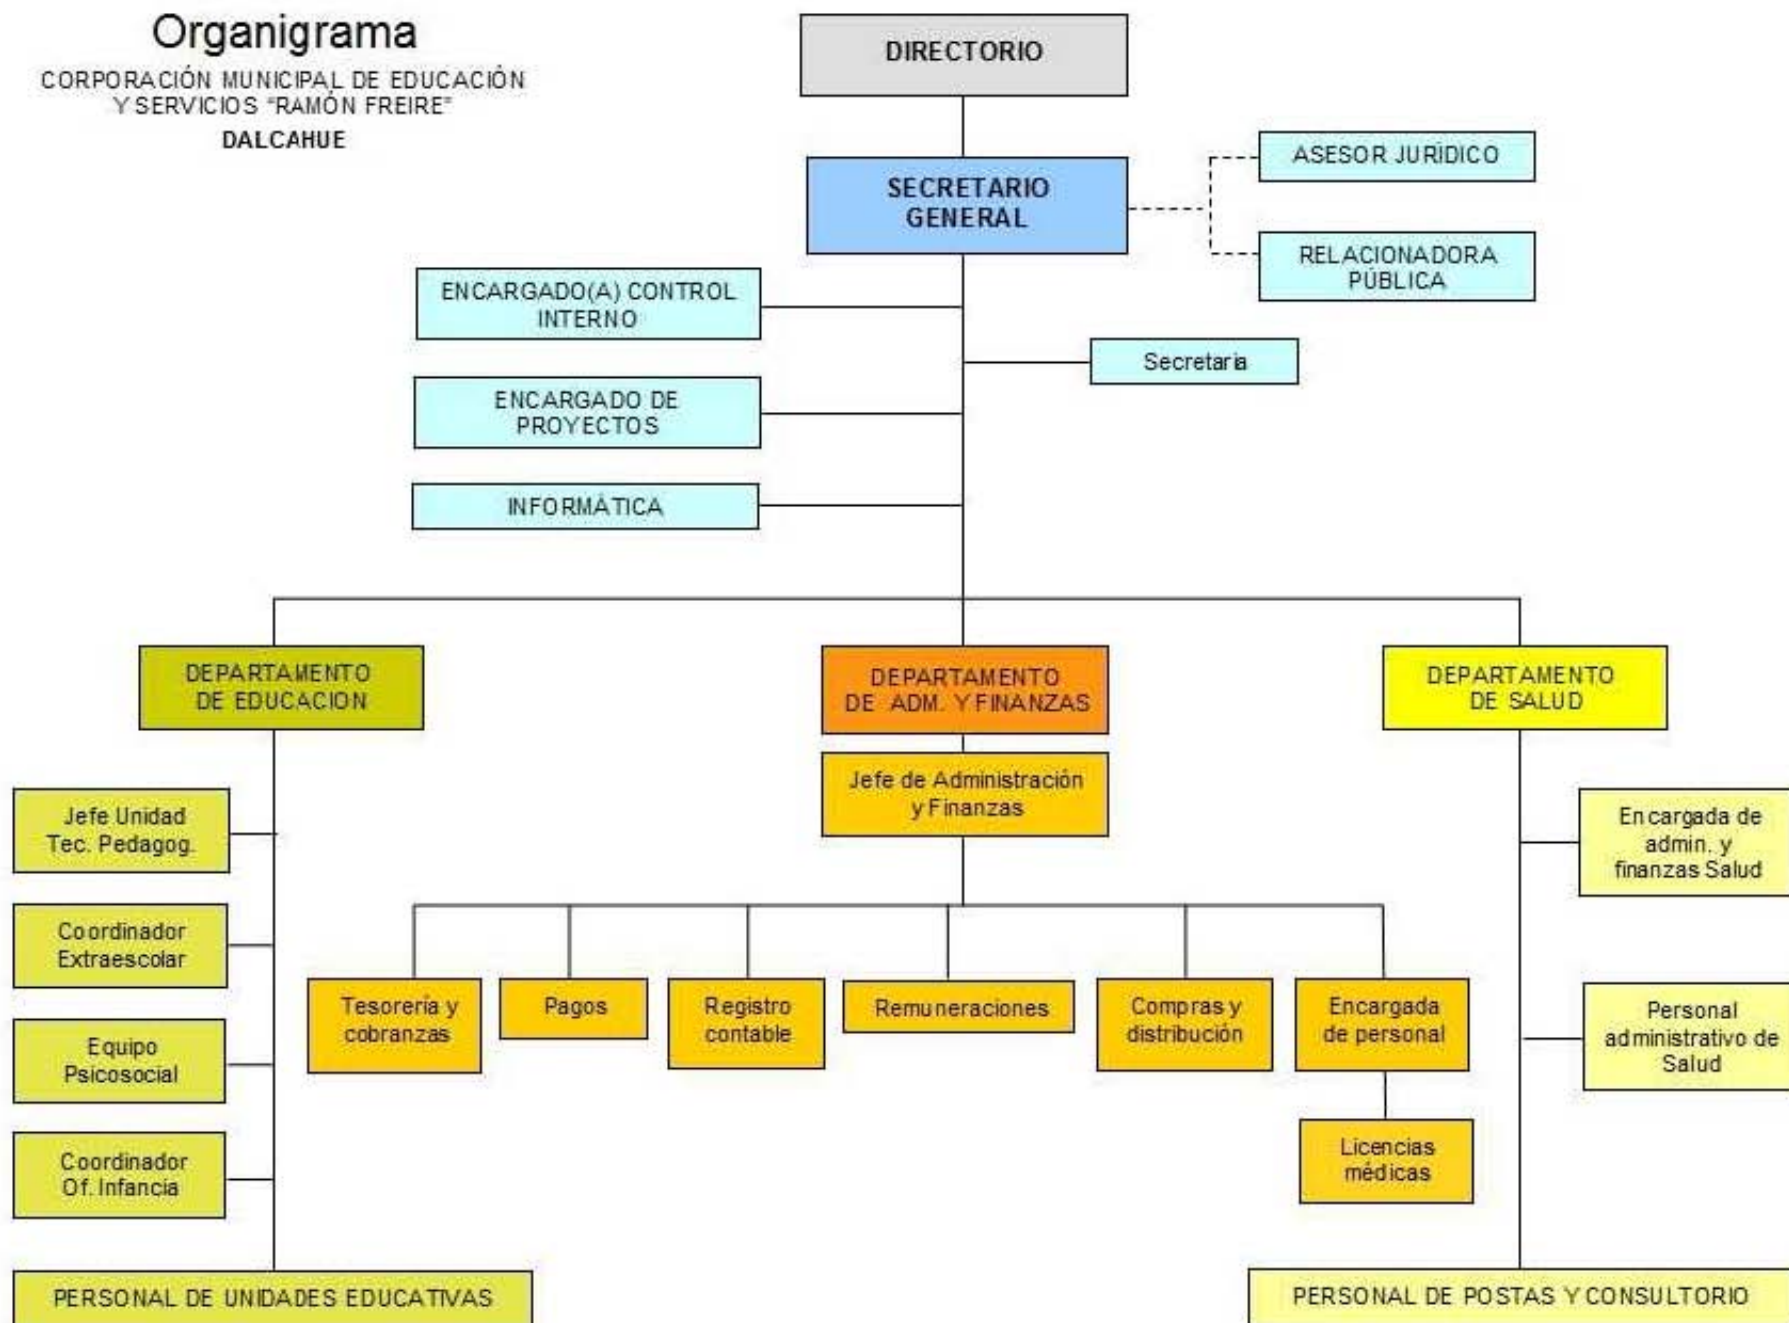 Organigrama
CORPORACIÓN MUNICIPAL DE EDUCACIÓN
Y SERVICIOS "RAMÓN FREIRE"
DALCAHUE
DIRECTORIO
SECRETARIO
GENERAL
ASESOR JURÍDICO
RELACIONADORA
PÚBLICA
ENCARGADO(A) CONTROL
INTERNO
Secretaria
ENCARGADO DE
PROYECTOS
INFORMÁTICA
DEPARTAMENTO
DE EDUCACION
DEPARTAMENTO
DE ADM. Y FINANZAS
DEPARTAMENTO
DE SALUD
Jefe de Administración
y Finanzas
Jefe Unidad
Tec. Pedagog.
Coordinador
Extraescolar
Equipo
Psicosocial
Coordinador
Of. Infancia
Tesorería y
cobranzas
Pagos
Registro
contable
Remuneraciones
Compras y
distribución
Encargada
de personal
Licencias
médicas
Encargada de
admin. y
finanzas Salud
Personal
administrativo de
Salud
PERSONAL DE UNIDADES EDUCATIVAS
PERSONAL DE POSTAS Y CONSULTORIO